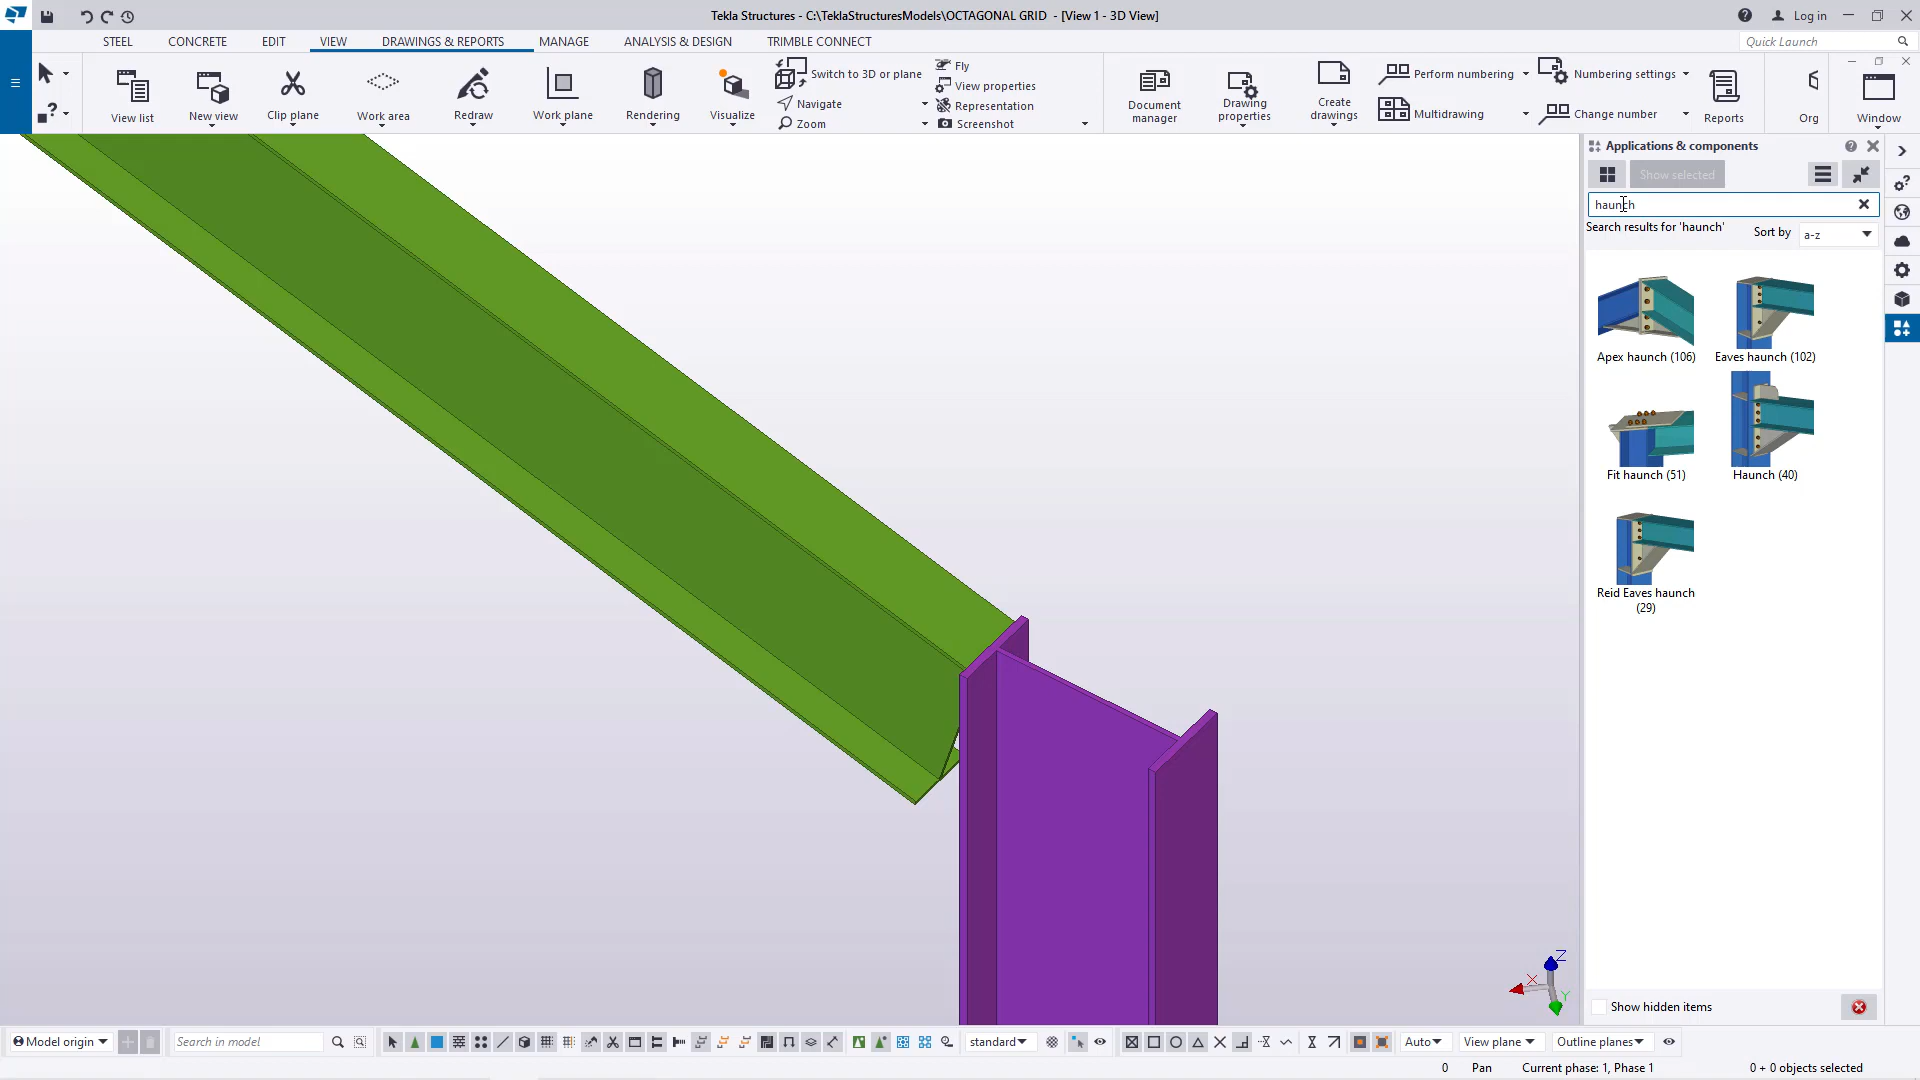 Tekla Structures - C:\TeklaStructuresModels\OCTAGONAL GRID - [View 1 - 3D View]
Log in
STEEL CONCRETE EDIT VIEW DRAWINGS & REPORTS MANAGE ANALYSIS & DESIGN TRIMBLE CONNECT
Quick Launch
View list
New view
Clip plane
Work area
Redraw
Work plane
Rendering
Visualize
Switch to 3D or plane
Navigate
Zoom
Fly
View properties
Representation
Screenshot
Document manager
Drawing properties
Create drawings
Perform numbering
Multidrawing
Numbering settings
Change number
Reports
Org
Window
Applications & components
Show selected
haunch
Search results for 'haunch'
Sort by
a-z
Apex haunch (106)
Eaves haunch (102)
Fit haunch (51)
Haunch (40)
Reid Eaves haunch
(29)
Z
X
Y
Show hidden items
Model origin
Search in model
standard
Auto
View plane
Outline planes
0
Pan
Current phase: 1, Phase 1
0 + 0 objects selected